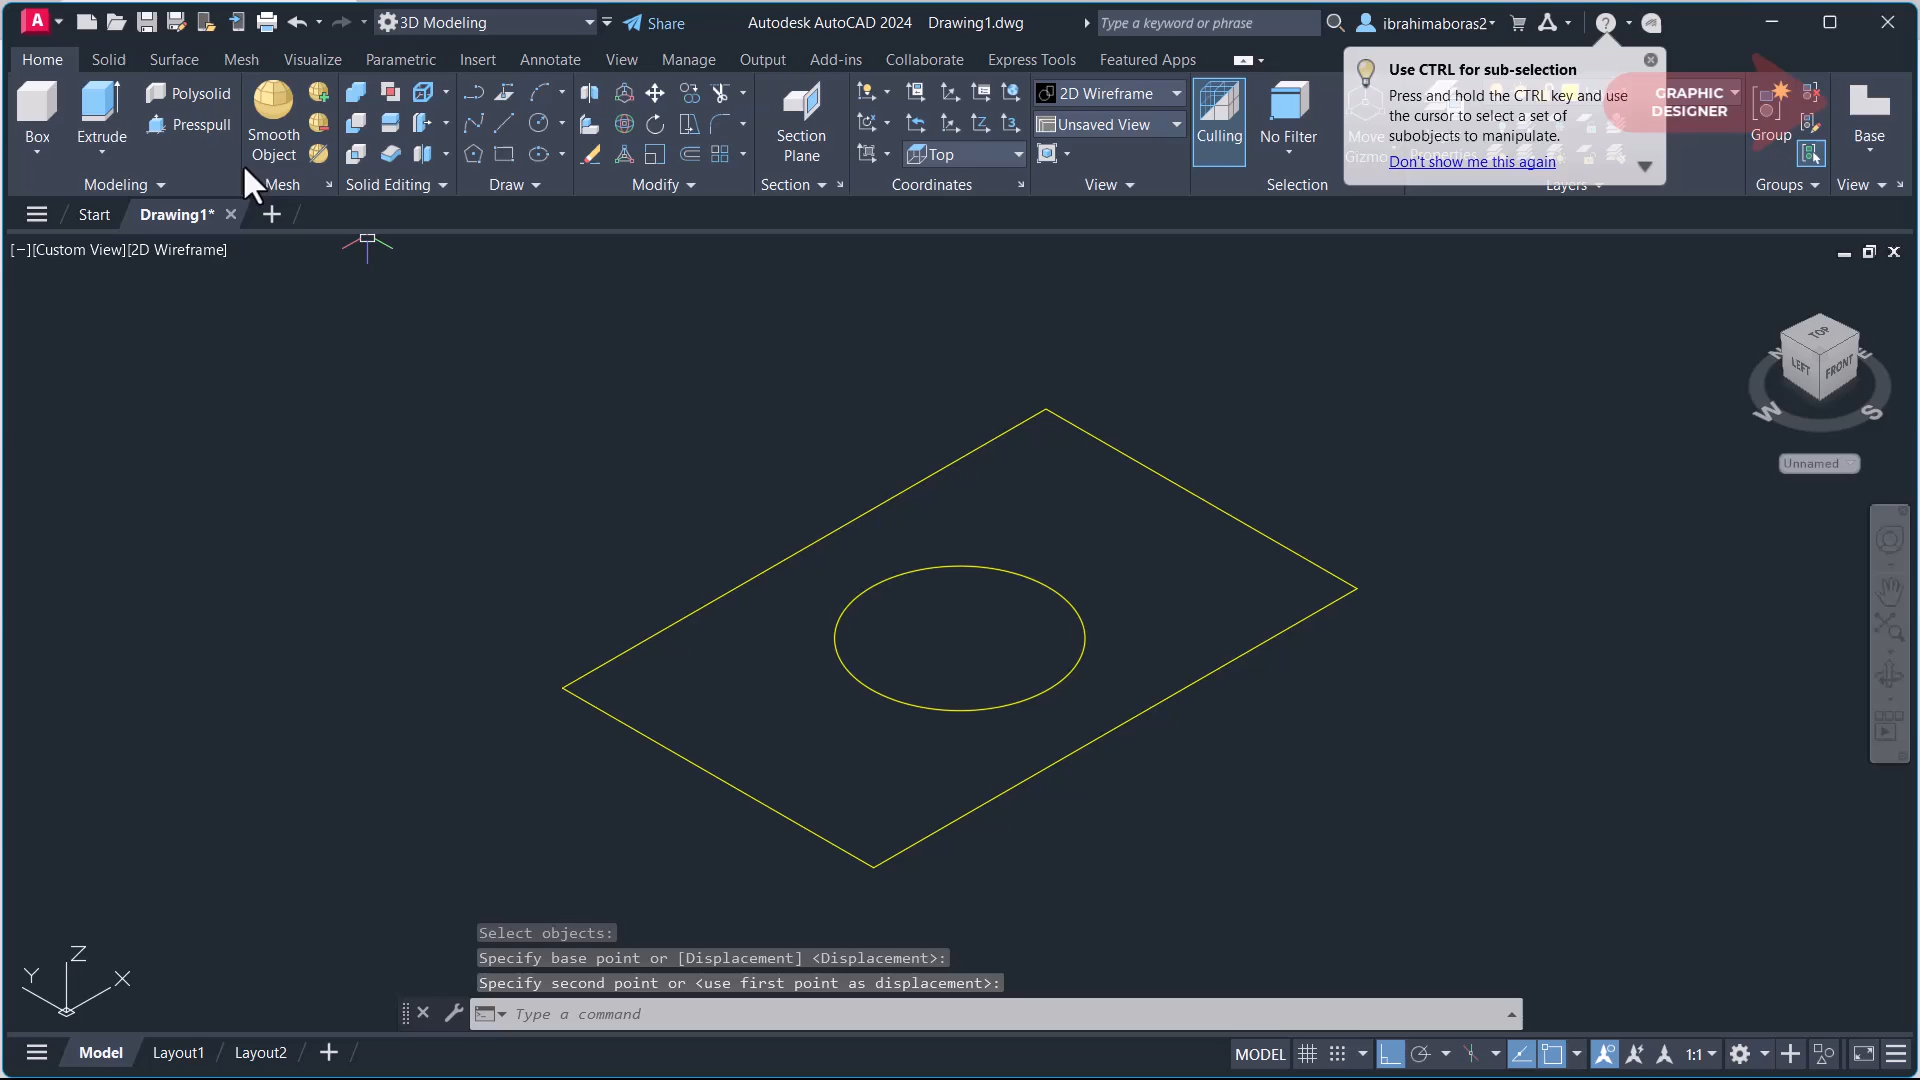 3D Modeling
Share
Autodesk AutoCAD 2024 Drawing1.dwg
Type a keyword or phrase
ibrahimaboras2
Home Solid Surface Mesh Visualize Parametric Insert Annotate View Manage Output Add-ins Collaborate Express Tools Featured Apps
Use CTRL for sub-selection
Press and hold the CTRL key and use
the cursor to select a set of
subobjects to manipulate.
Don't show me this again
GRAPHIC
DESIGNER
Box
Extrude
Polysolid
Presspull
Smooth
Object
Section
Plane
Top
2D Wireframe
Unsaved View
Culling
No Filter
Move
Gizmo
Group
Base
Modeling
Mesh
Solid Editing
Draw
Modify
Section
Coordinates
View
Selection
Layers
Groups
View
Start
Drawing1*
[−][Custom View][2D Wireframe]
TOP
LEFT
FRONT
N
E
W
S
Unnamed
Z
Y
X
Select objects:
Specify base point or [Displacement] <Displacement>:
Specify second point or <use first point as displacement>:
Type a command
Model
Layout1
Layout2
MODEL
1:1